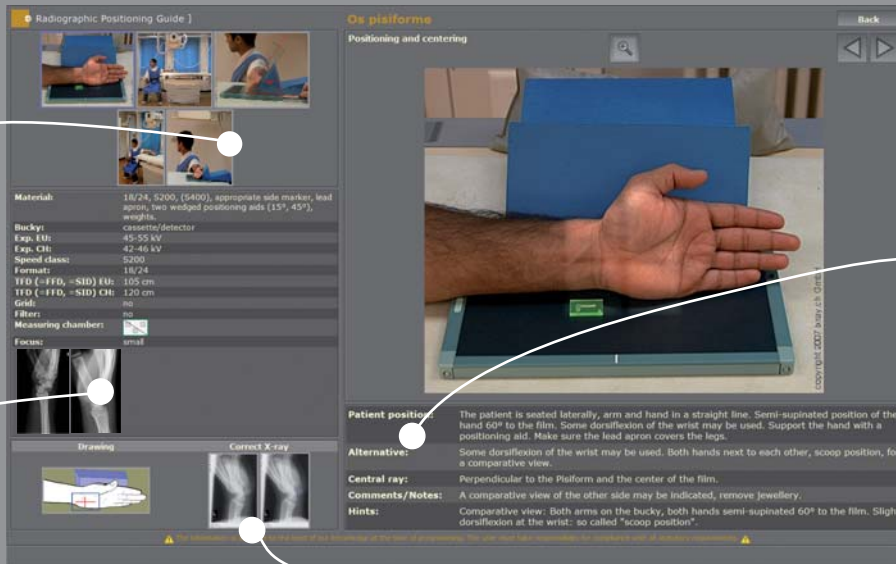 Radiographic Positioning Guide ]
Os pisiforme
Back
Positioning and centering
Material: 18/24, S200, (S400), appropriate side marker, lead
apron, two wedged positioning aids (15°, 45°),
weights.
Bucky: cassette/detector
Exp. EU: 45-55 kV
Exp. CH: 42-46 kV
Speed class: S200
Format: 18/24
TFD (=FFD, =SID) EU: 105 cm
TFD (=FFD, =SID) CH: 120 cm
Grid: no
Filter: no
Measuring chamber:
Focus: small
Drawing
Correct X-ray
copyright 2007 xray.ch GmbH
Patient position: The patient is seated laterally, arm and hand in a straight line. Semi-supinated position of the
hand 60° to the film. Some dorsiflexion of the wrist may be used. Support the hand with a
positioning aid. Make sure the lead apron covers the legs.
Alternative: Some dorsiflexion of the wrist may be used. Both hands next to each other, scoop position, fo
a comparative view.
Central ray: Perpendicular to the Pisiform and the center of the film.
Comments/Notes: A comparative view of the other side may be indicated, remove jewellery.
Hints: Comparative view: Both arms on the bucky, both hands semi-supinated 60° to the film. Sligh
dorsiflexion at the wrist: so called "scoop position".